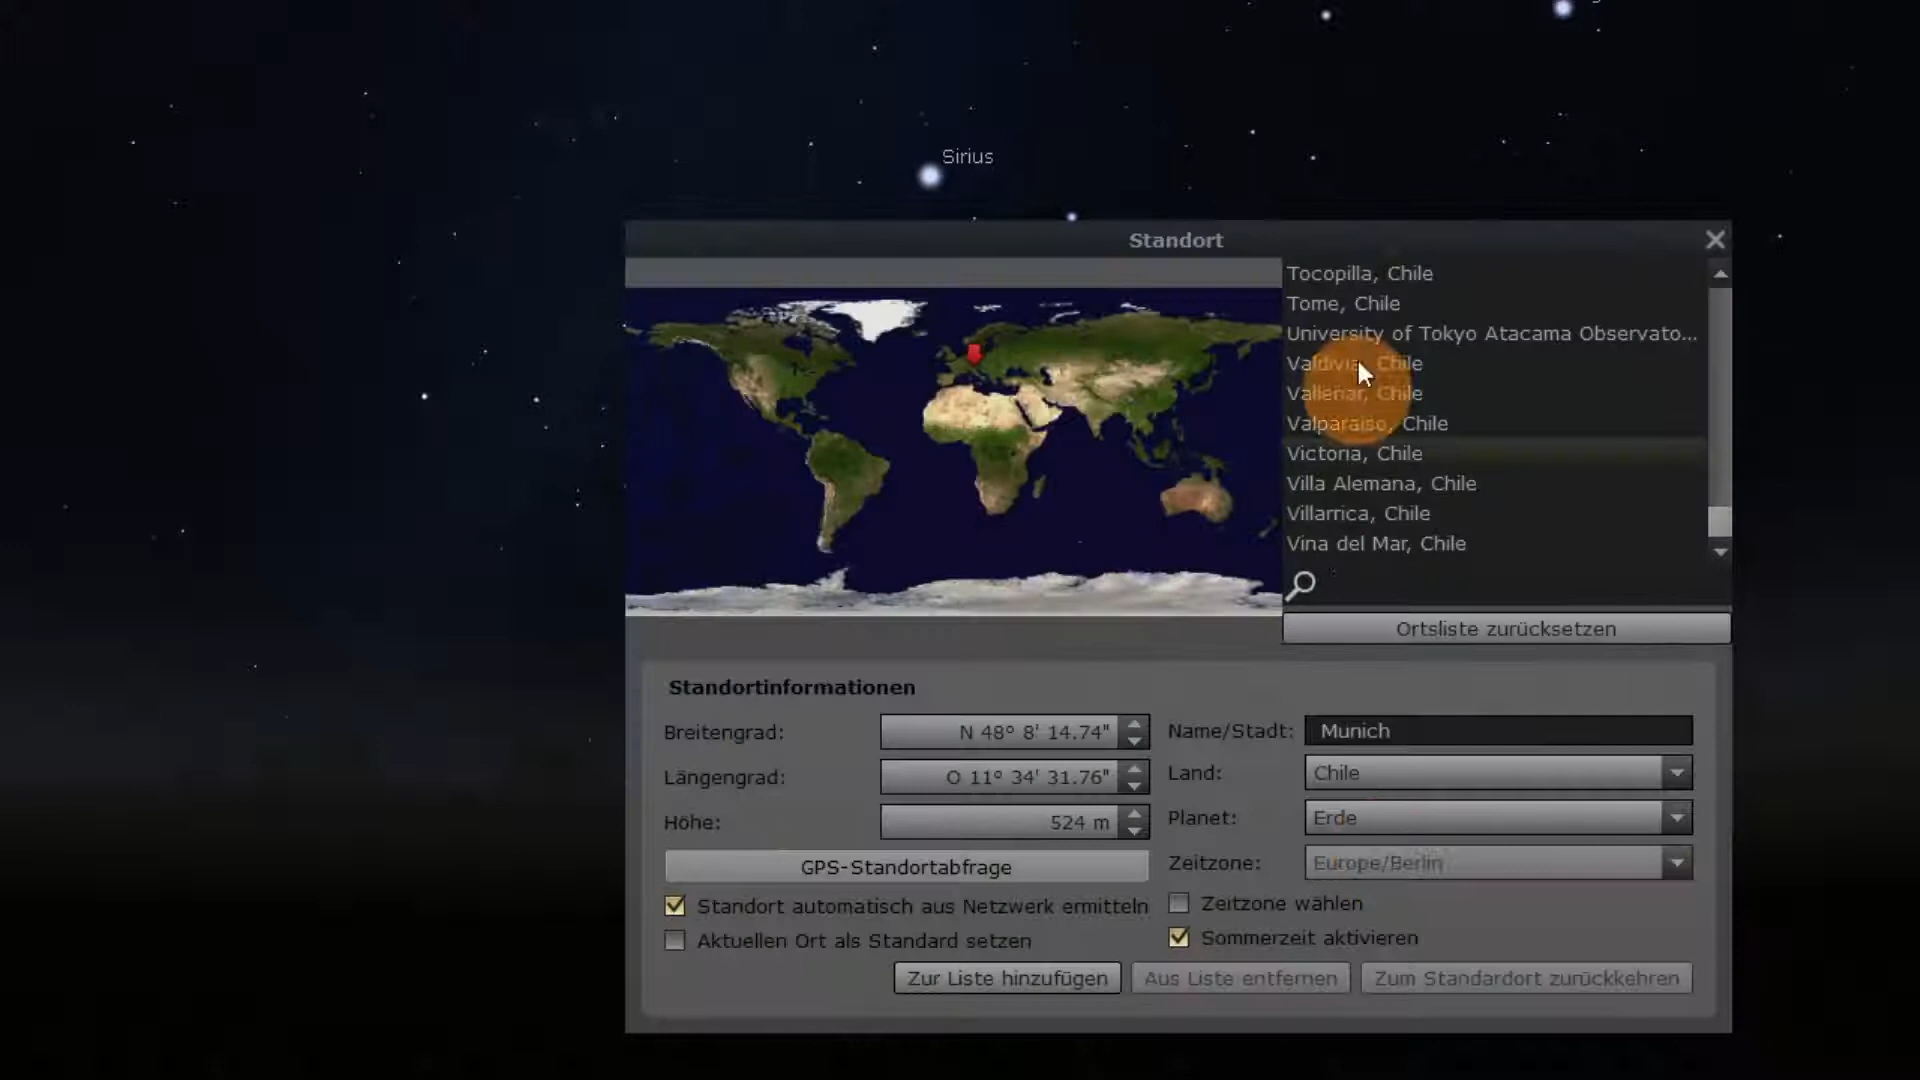 Sirius
Standort
Tocopilla, Chile
Tome, Chile
University of Tokyo Atacama Observato...
Valdivia, Chile
Vallenar, Chile
Valparaiso, Chile
Victoria, Chile
Villa Alemana, Chile
Villarrica, Chile
Vina del Mar, Chile
Ortsliste zurücksetzen
Standortinformationen
Breitengrad: N 48° 8' 14.74" Name/Stadt: Munich
Längengrad: O 11° 34' 31.76" Land: Chile
Höhe: 524 m Planet: Erde
GPS-Standortabfrage Zeitzone: Europe/Berlin
Standort automatisch aus Netzwerk ermitteln Zeitzone wählen
Aktuellen Ort als Standard setzen Sommerzeit aktivieren
Zur Liste hinzufügen Aus Liste entfernen Zum Standardort zurückkehren